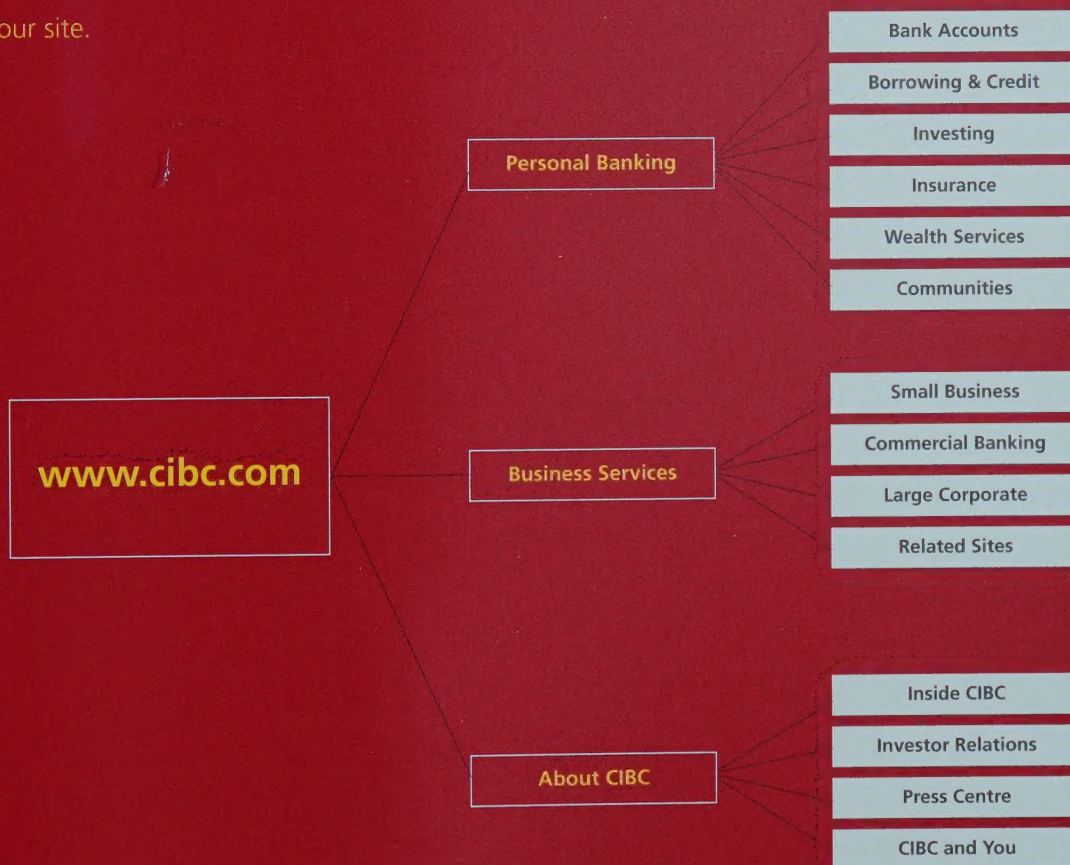 our site.
www.cibc.com
Personal Banking
Bank Accounts
Borrowing & Credit
Investing
Insurance
Wealth Services
Communities
Business Services
Small Business
Commercial Banking
Large Corporate
Related Sites
About CIBC
Inside CIBC
Investor Relations
Press Centre
CIBC and You